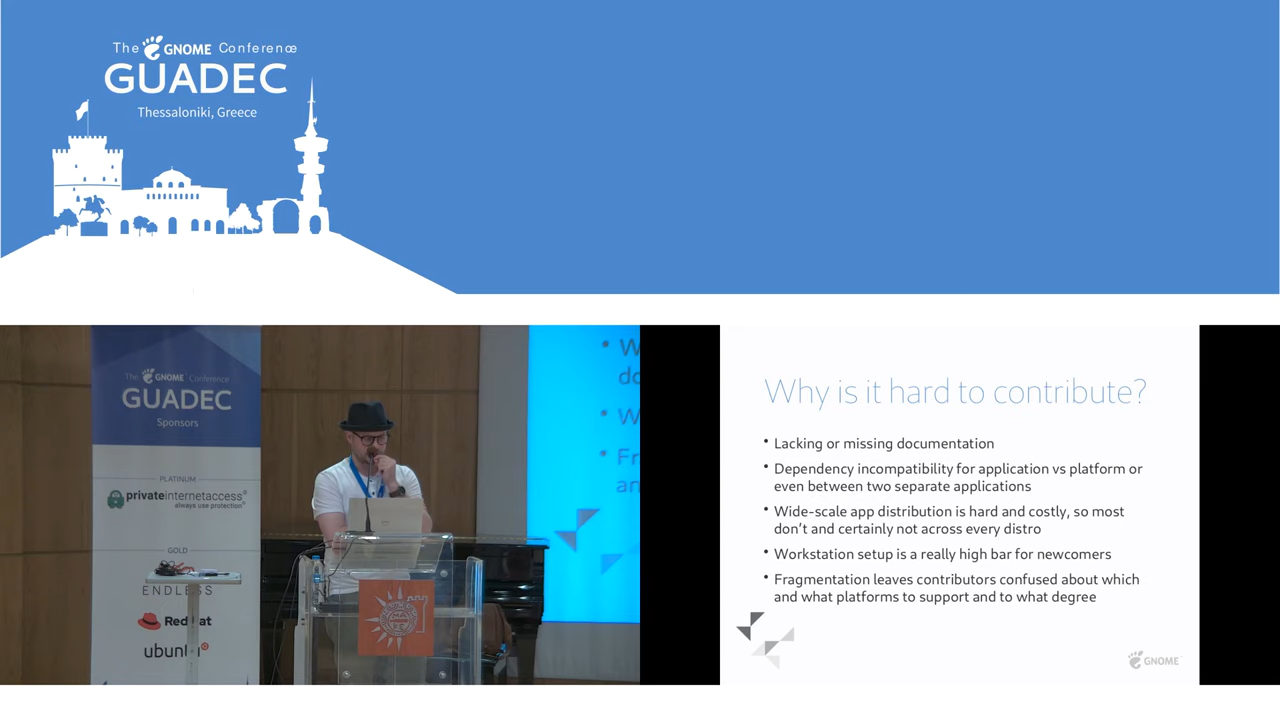 The GNOME Conference
GUADEC
Thessaloniki, Greece
The GNOME Conference
GUADEC
Sponsors
PLATINUM
privateinternetaccess®
always use protection®
GOLD
ENDLESS
Red Hat
ubuntu
• W
do
• W
• Fr
an
Why is it hard to contribute?
• Lacking or missing documentation
• Dependency incompatibility for application vs platform or
even between two separate applications
• Wide-scale app distribution is hard and costly, so most
don't and certainly not across every distro
• Workstation setup is a really high bar for newcomers
• Fragmentation leaves contributors confused about which
and what platforms to support and to what degree
GNOME